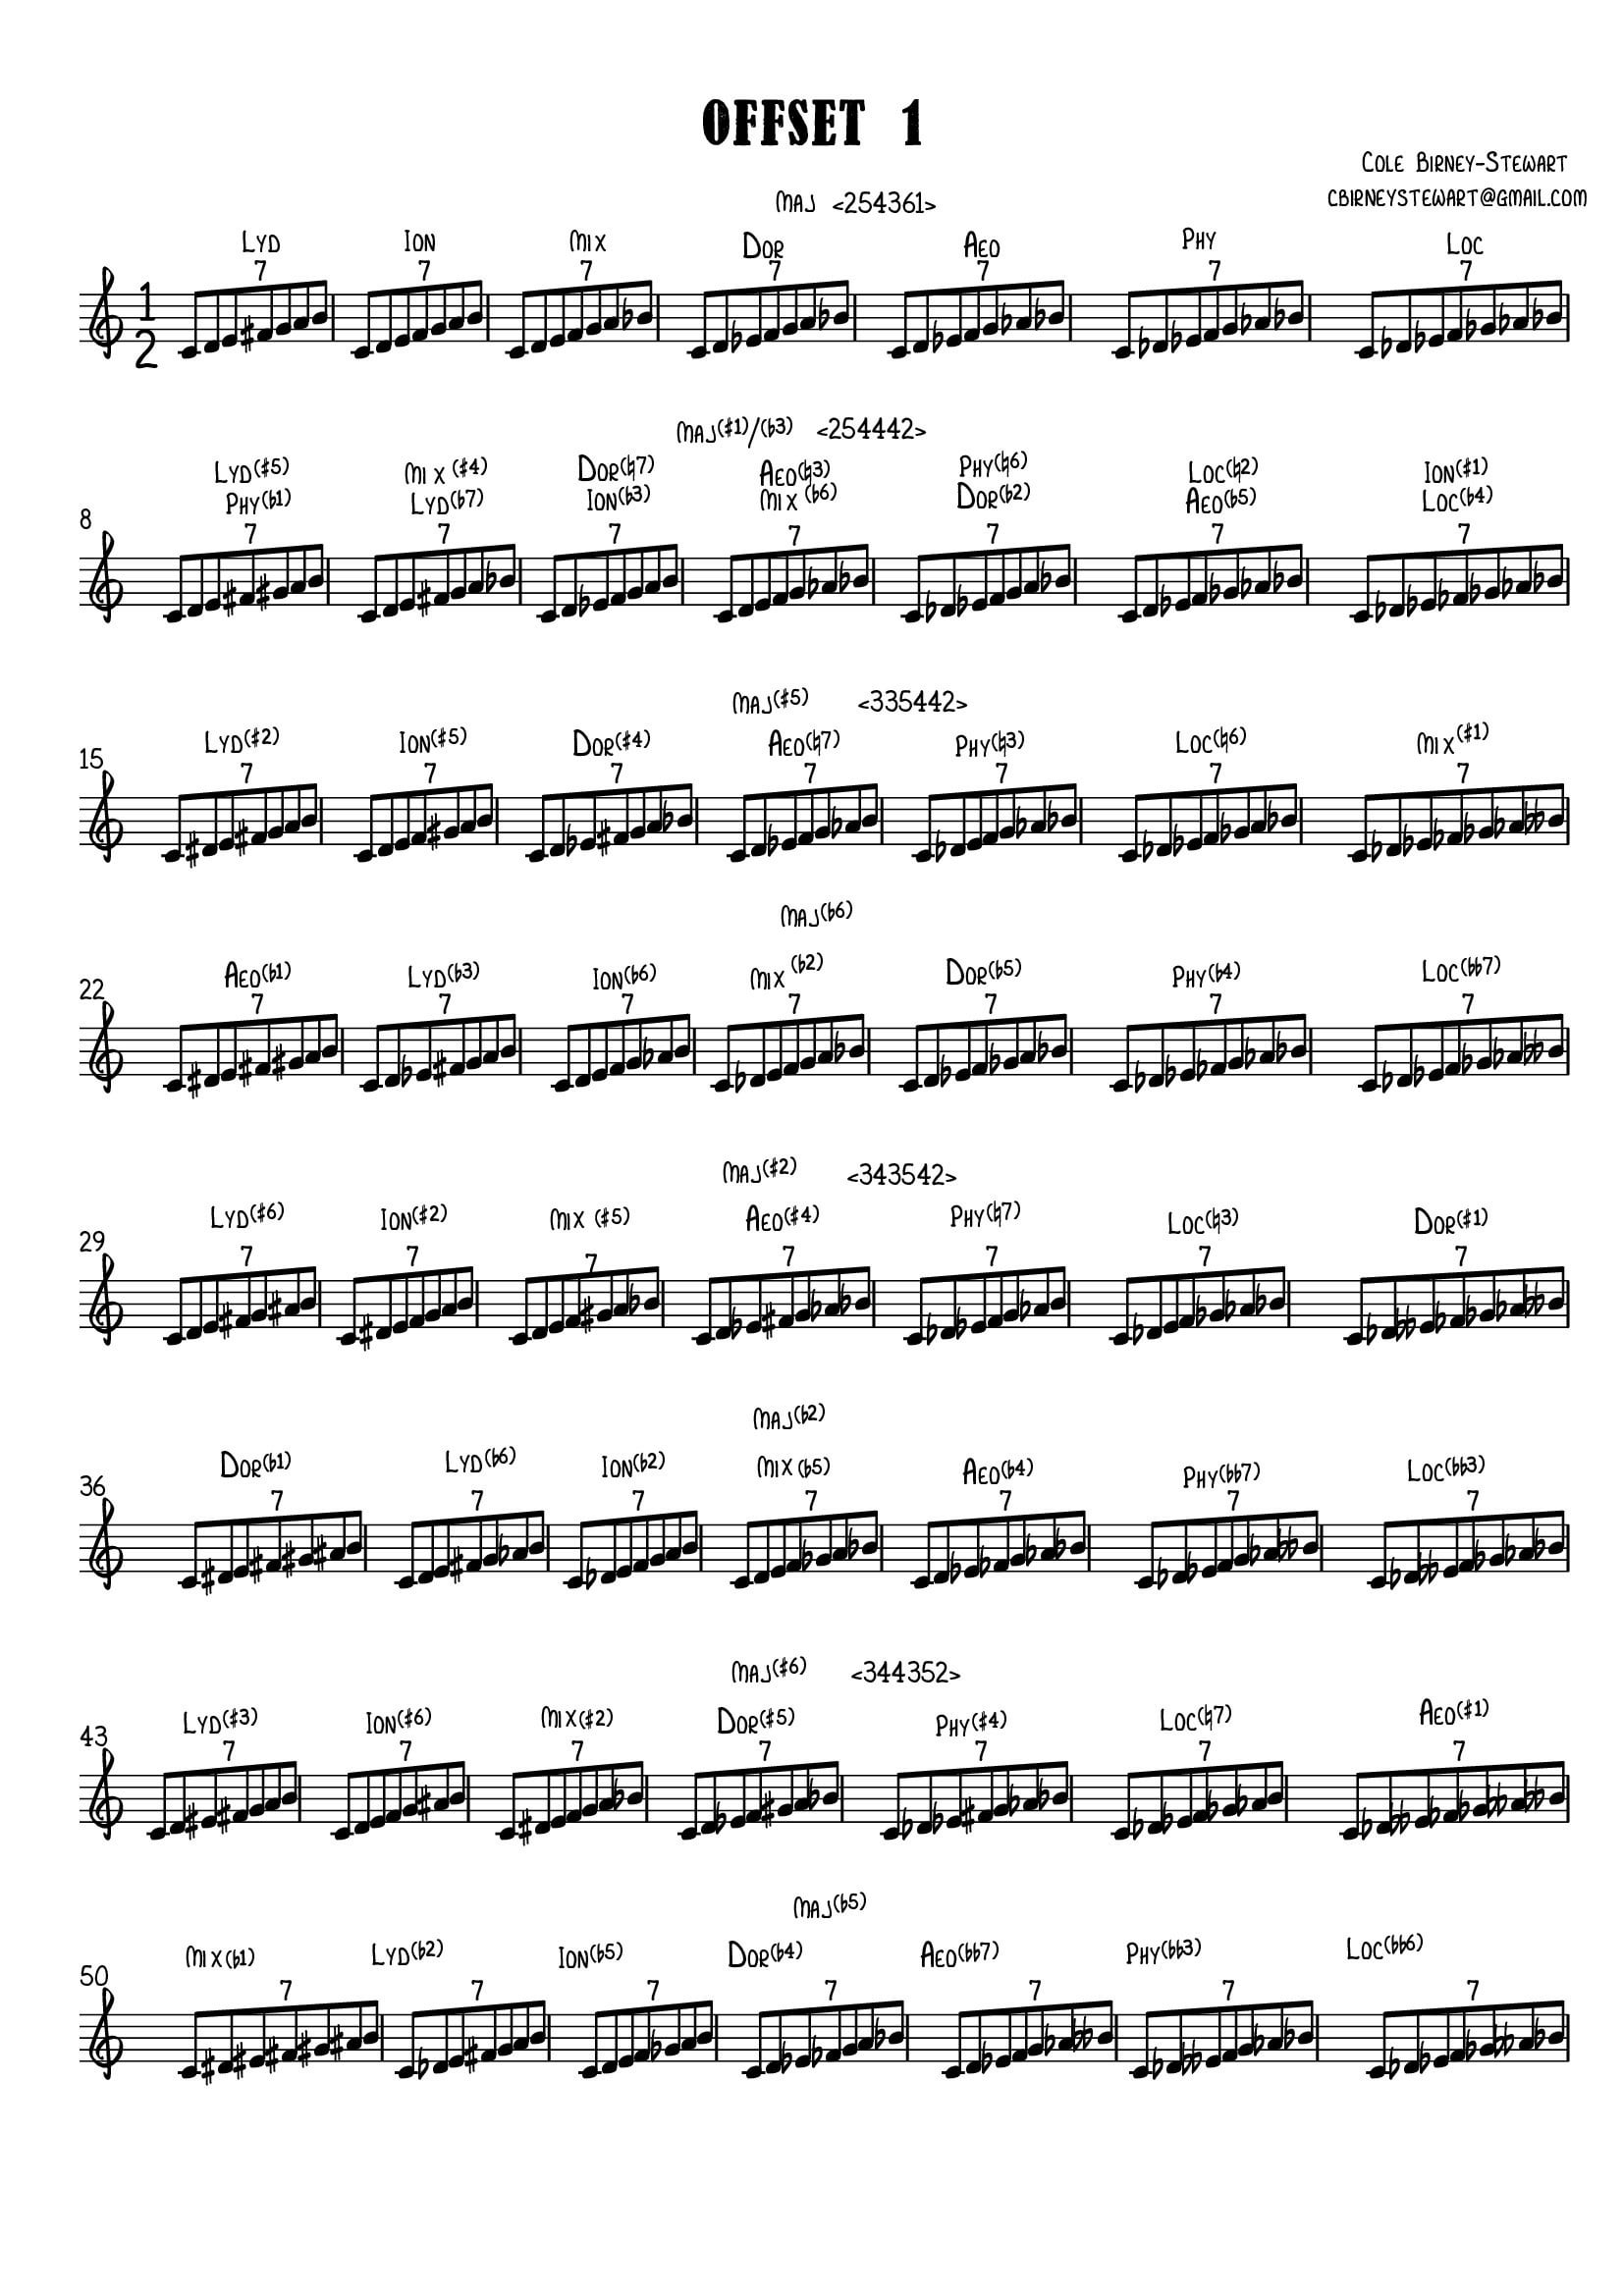 OFFSET 1
Cole Birney-Stewart
cbirneystewart@gmail.com
Maj <254361>
Lyd Ion Mix Dor Aeo Phy Loc
7 7 7 7 7 7 7
1
2
Maj(♯1)/(♭3) <254442>
Lyd(♯5) Mix(♯4) Dor(♮7) Aeo(♮3) Phy(♮6) Loc(♮2) Ion(♯1)
Phy(♭1) Lyd(♭7) Ion(♭3) Mix(♭6) Dor(♭2) Aeo(♭5) Loc(♭4)
8 7 7 7 7 7 7 7
Maj(♯5) <335442>
Lyd(♯2) Ion(♯5) Dor(♯4) Aeo(♮7) Phy(♮3) Loc(♮6) Mix(♯1)
15 7 7 7 7 7 7 7
Maj(♭6)
Aeo(♭1) Lyd(♭3) Ion(♭6) Mix(♭2) Dor(♭5) Phy(♭4) Loc(♭♭7)
22 7 7 7 7 7 7 7
Maj(♯2) <343542>
Lyd(♯6) Ion(♯2) Mix(♯5) Aeo(♯4) Phy(♮7) Loc(♮3) Dor(♯1)
29 7 7 7 7 7 7 7
Maj(♭2)
Dor(♭1) Lyd(♭6) Ion(♭2) Mix(♭5) Aeo(♭4) Phy(♭♭7) Loc(♭♭3)
36 7 7 7 7 7 7 7
Maj(♯6) <344352>
Lyd(♯3) Ion(♯6) Mix(♯2) Dor(♯5) Phy(♯4) Loc(♮7) Aeo(♯1)
43 7 7 7 7 7 7 7
Maj(♭5)
Mix(♭1) Lyd(♭2) Ion(♭5) Dor(♭4) Aeo(♭♭7) Phy(♭♭3) Loc(♭♭6)
50 7 7 7 7 7 7 7